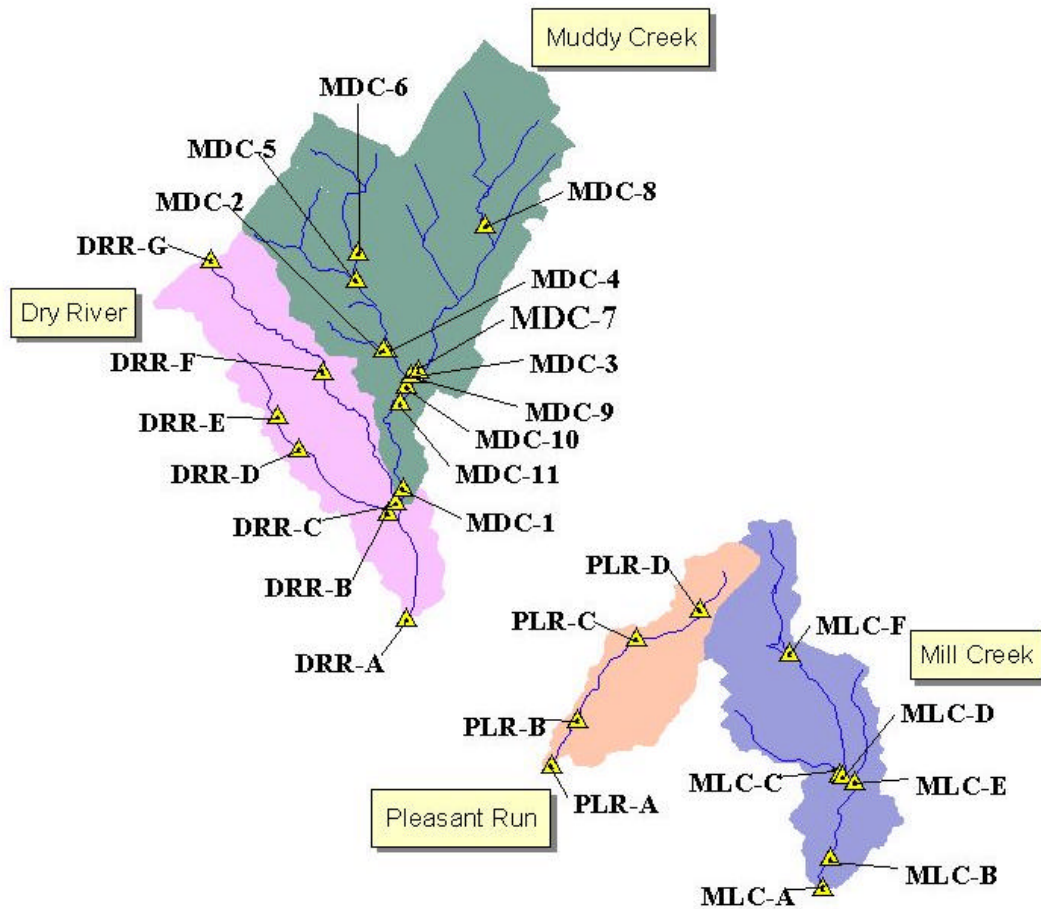 Muddy Creek
MDC-6
MDC-5
MDC-2
MDC-8
DRR-G
MDC-4
Dry River
MDC-7
DRR-F
MDC-3
MDC-9
DRR-E
MDC-10
DRR-D
MDC-11
DRR-C
MDC-1
DRR-B
PLR-D
PLR-C
MLC-F
DRR-A
Mill Creek
MLC-D
PLR-B
MLC-C
MLC-E
PLR-A
Pleasant Run
MLC-B
MLC-A